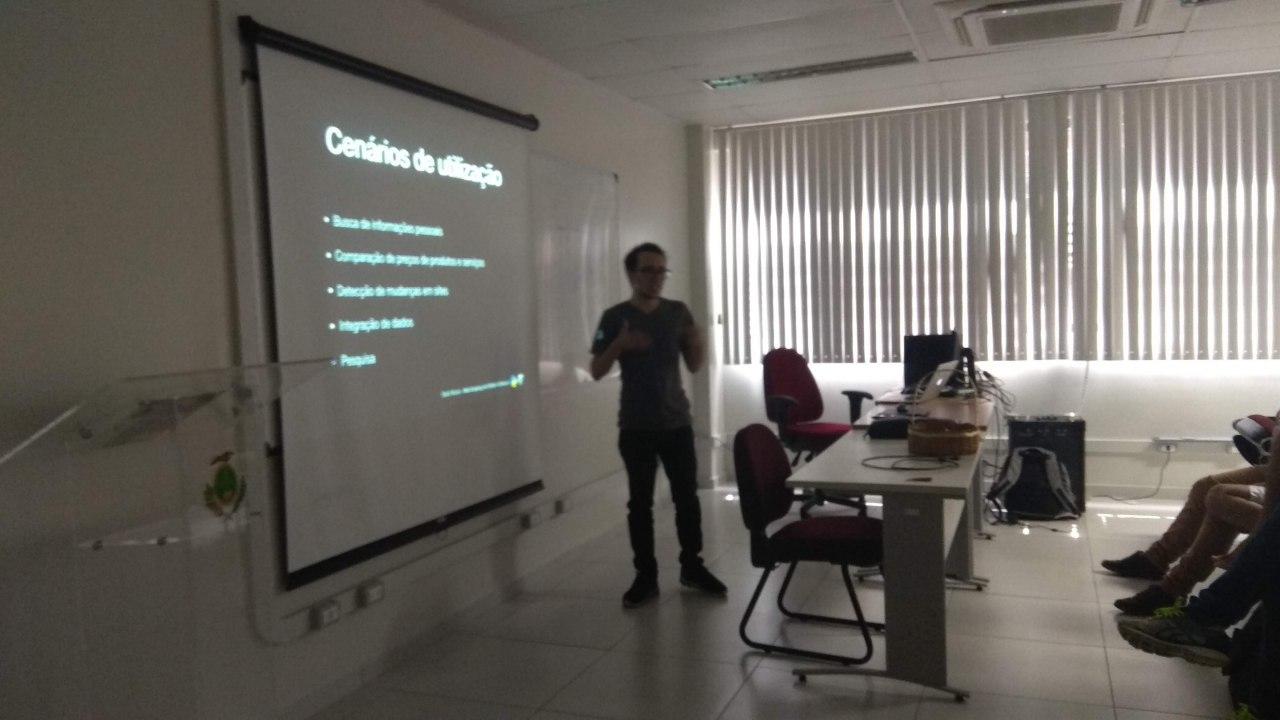 Cenários de utilização
• Busca de informações pessoais
• Comparação de preços de produtos e serviços
• Detecção de mudanças em sites
• Integração de dados
• Pesquisa